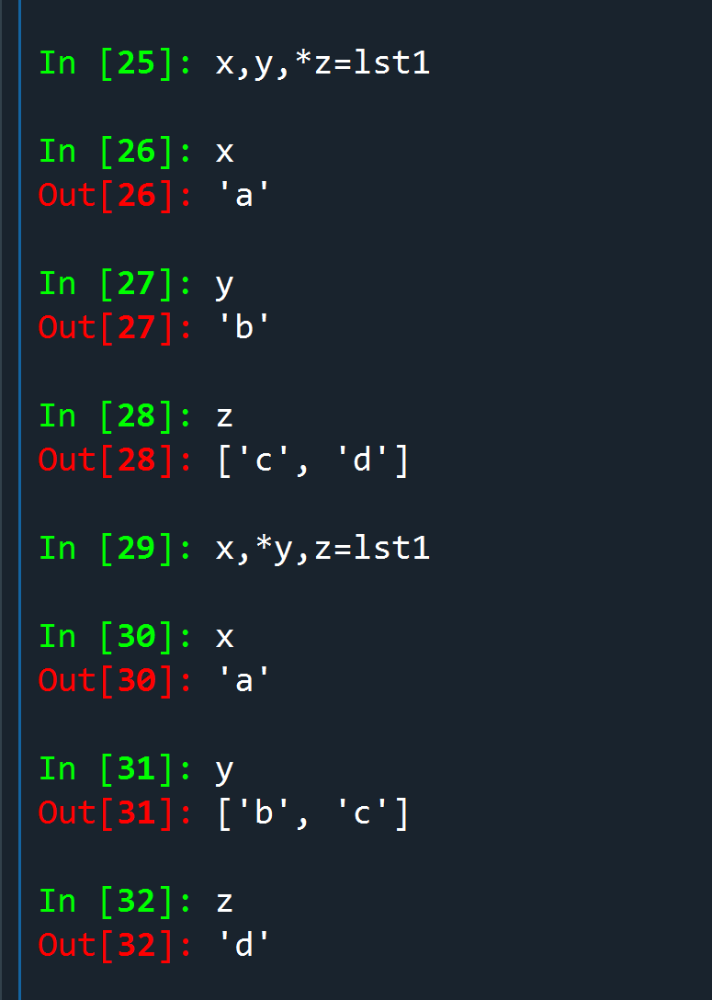 In [25]: x,y,*z=lst1
In [26]: x
Out[26]: 'a'
In [27]: y
Out[27]: 'b'
In [28]: z
Out[28]: ['c', 'd']
In [29]: x,*y,z=lst1
In [30]: x
Out[30]: 'a'
In [31]: y
Out[31]: ['b', 'c']
In [32]: z
Out[32]: 'd'